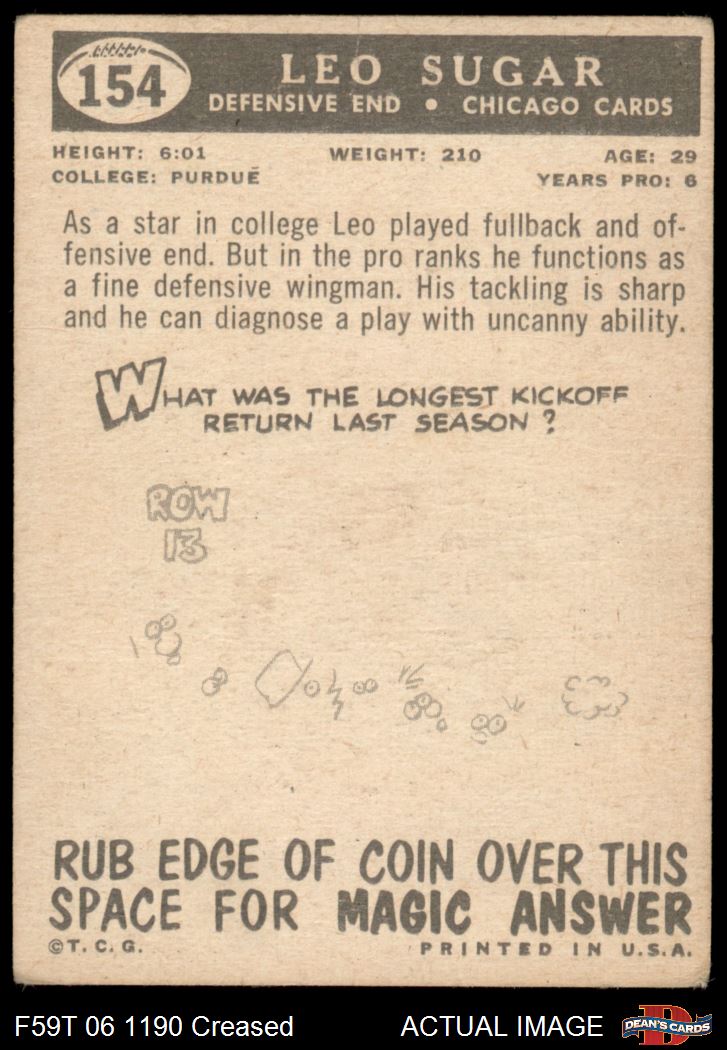 154
LEO SUGAR
DEFENSIVE END • CHICAGO CARDS
HEIGHT: 6:01 WEIGHT: 210 AGE: 29
COLLEGE: PURDUE YEARS PRO: 6
As a star in college Leo played fullback and of-
fensive end. But in the pro ranks he functions as
a fine defensive wingman. His tackling is sharp
and he can diagnose a play with uncanny ability.
WHAT WAS THE LONGEST KICKOFF
RETURN LAST SEASON?
ROW
13
RUB EDGE OF COIN OVER THIS
SPACE FOR MAGIC ANSWER
©T. C. G. PRINTED IN U.S.A.
F59T 06 1190 Creased ACTUAL IMAGE
D
DEAN'S CARDS